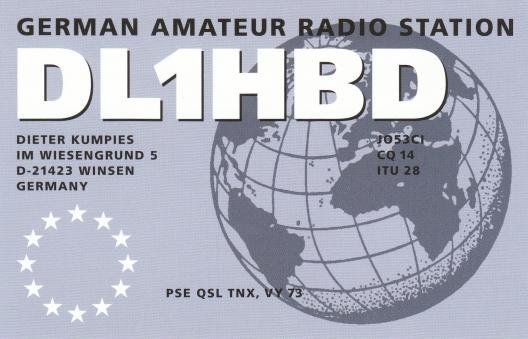 GERMAN AMATEUR RADIO STATION
DL1HBD
DIETER KUMPIES
IM WIESENGRUND 5
D-21423 WINSEN
GERMANY
JO53CI
CQ 14
ITU 28
PSE QSL TNX, VY 73